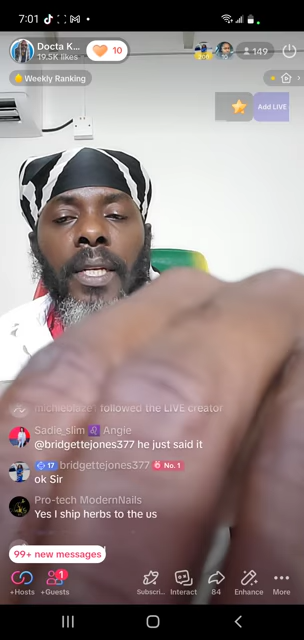 7:01
Docta K...
19.5K likes
10
149
Weekly Ranking
Add LIVE
followed the LIVE creator
Sadie_slim Angie
@bridgettejones377 he just said it
17 bridgettejones377 No. 1
ok Sir
Pro-tech ModernNails
Yes I ship herbs to the us
99+ new messages
1
+Hosts
+Guests
Subscri...
Interact
84
Enhance
More